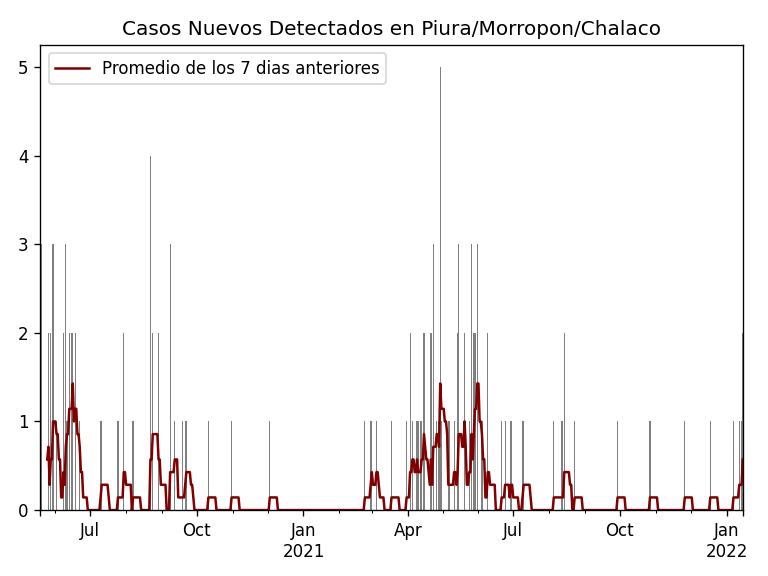 Casos Nuevos Detectados en Piura/Morropon/Chalaco
Promedio de los 7 dias anteriores
5
4
3
2
1
0
Jul
Oct
Jan
2021
Apr
Jul
Oct
Jan
2022